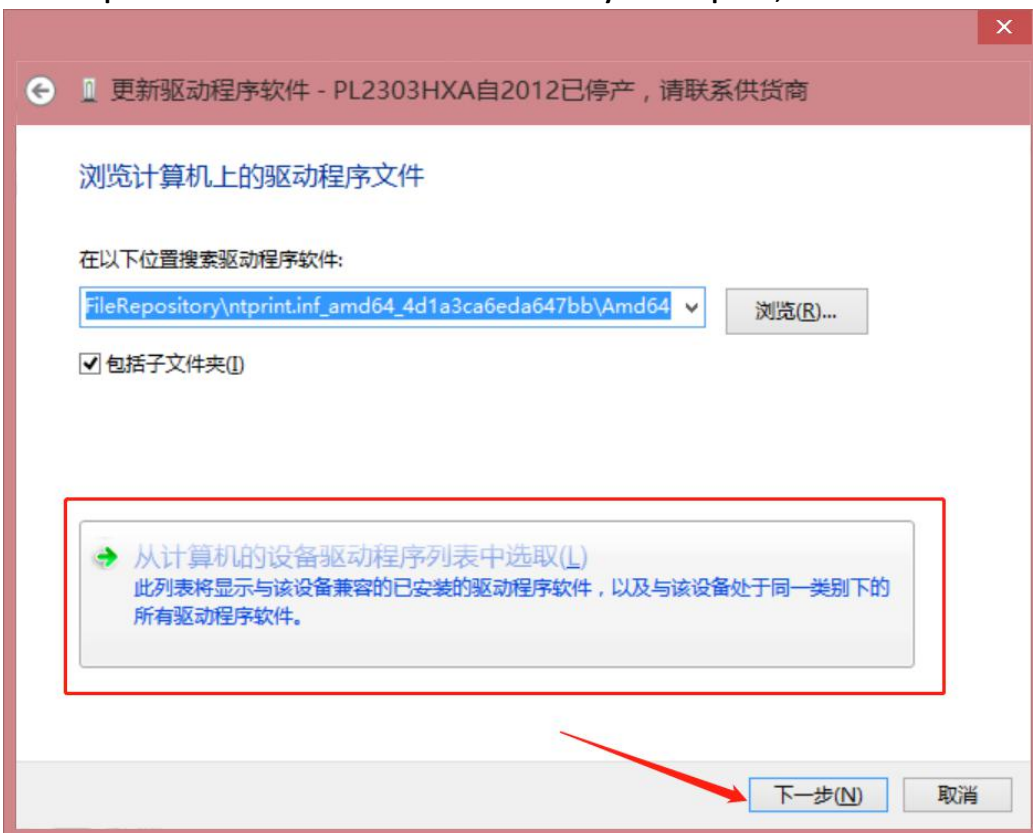 更新驱动程序软件 - PL2303HXA自2012已停产，请联系供货商
浏览计算机上的驱动程序文件
在以下位置搜索驱动程序软件:
FileRepository\ntprint.inf_amd64_4d1a3ca6eda647bb\Amd64
浏览(R)...
包括子文件夹(I)
从计算机的设备驱动程序列表中选取(L)
此列表将显示与该设备兼容的已安装的驱动程序软件，以及与该设备处于同一类别下的
所有驱动程序软件。
下一步(N)
取消